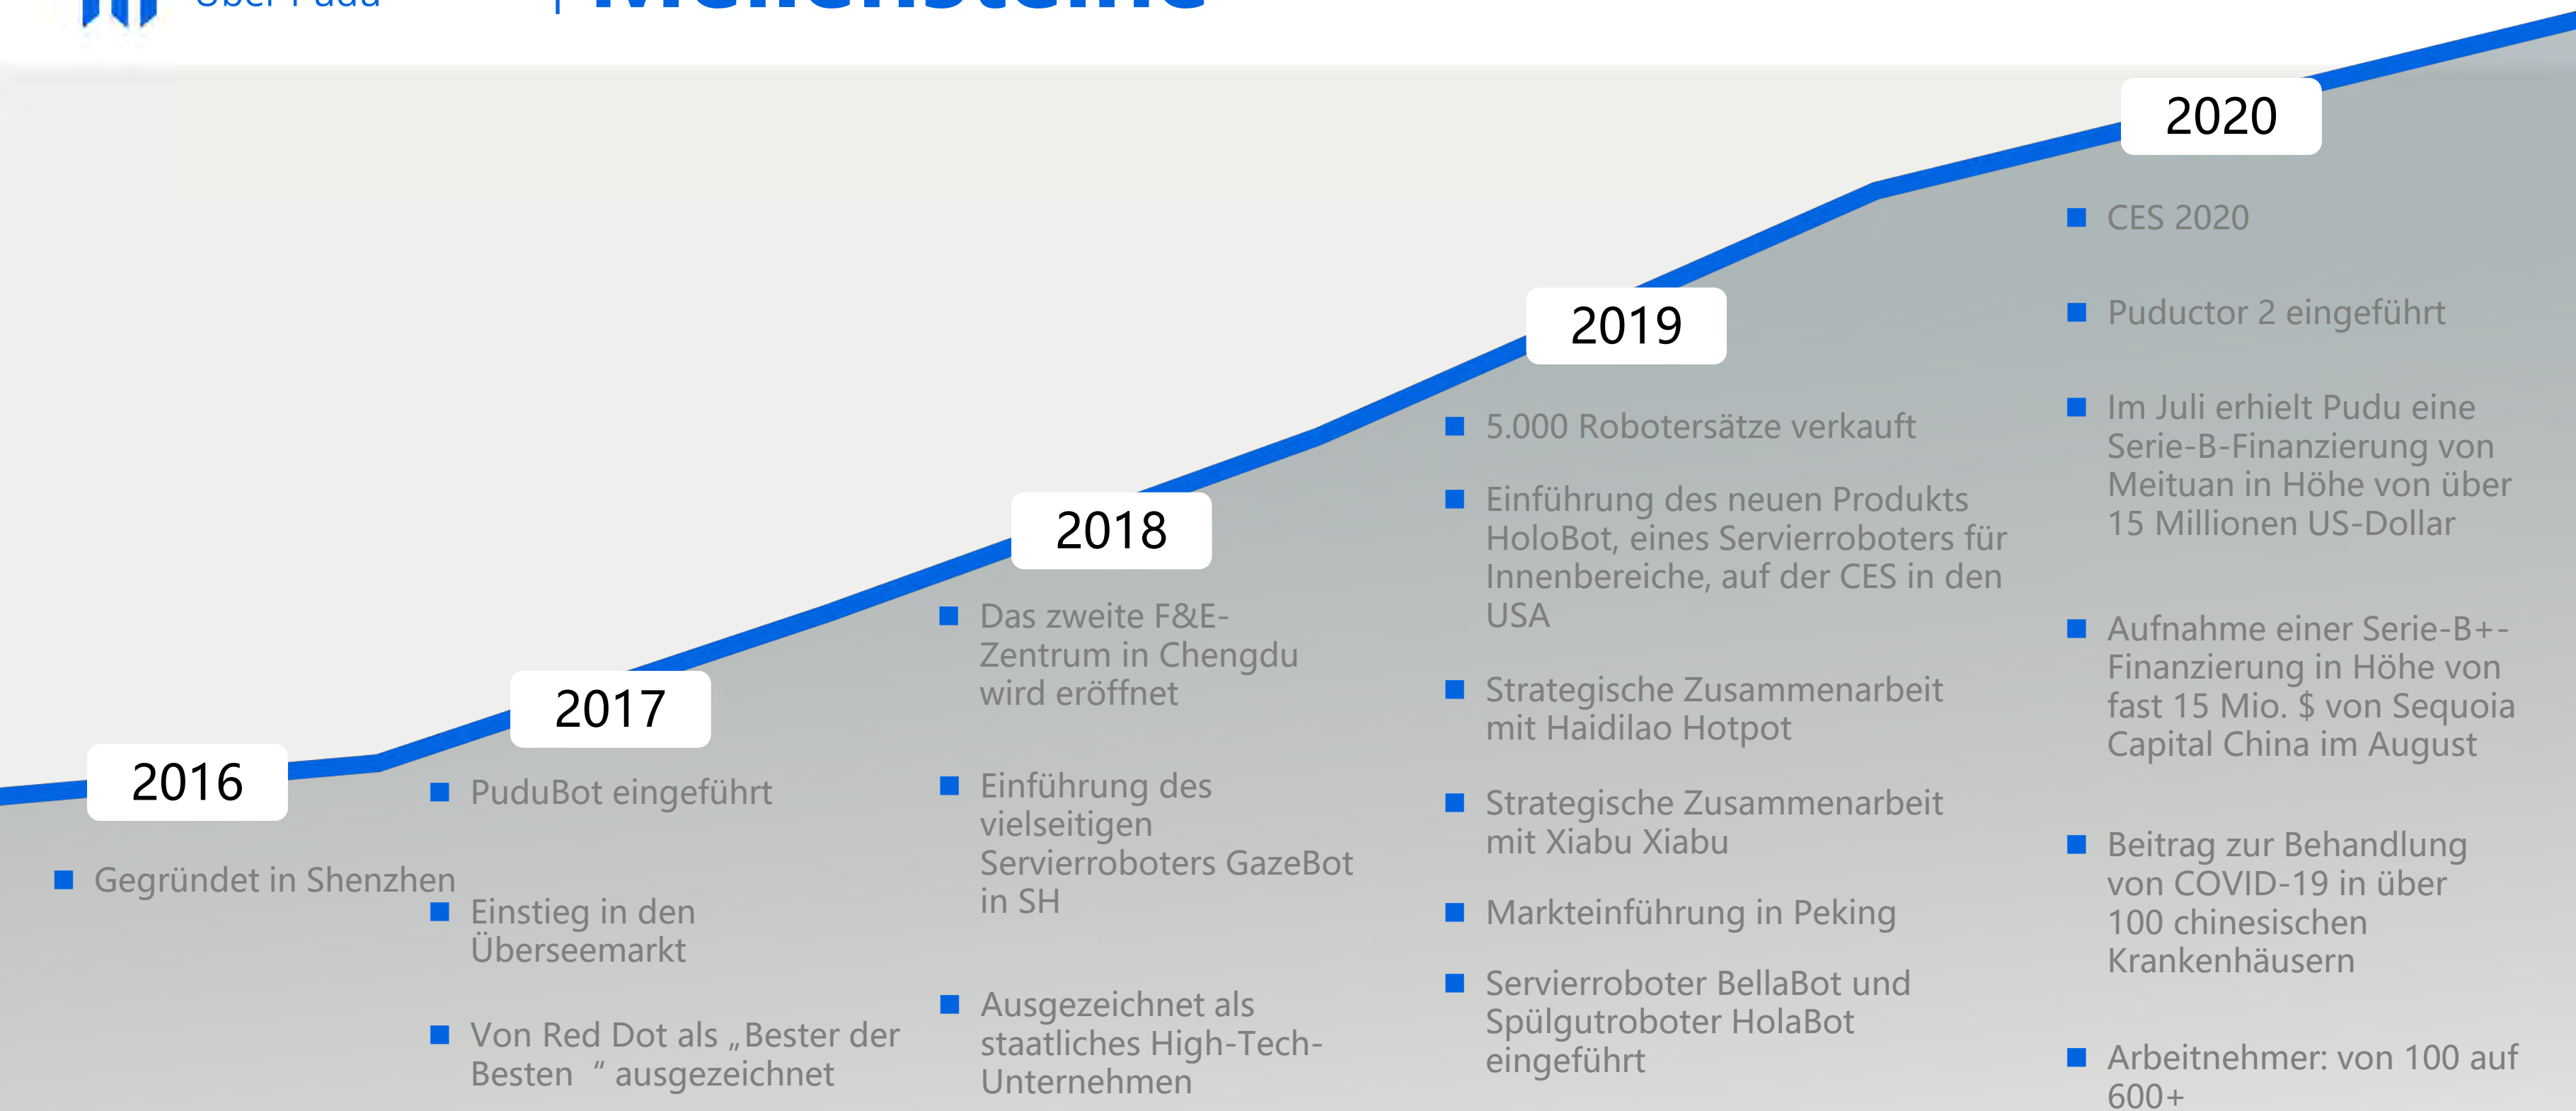 Über Pudu
| Meilensteine
2016
Gegründet in Shenzhen
2017
PuduBot eingeführt
Einstieg in den
Überseemarkt
Von Red Dot als „Bester der
Besten “ ausgezeichnet
2018
Das zweite F&E-
Zentrum in Chengdu
wird eröffnet
Einführung des
vielseitigen
Servierroboters GazeBot
in SH
Ausgezeichnet als
staatliches High-Tech-
Unternehmen
2019
5.000 Robotersätze verkauft
Einführung des neuen Produkts
HoloBot, eines Servierroboters für
Innenbereiche, auf der CES in den
USA
Strategische Zusammenarbeit
mit Haidilao Hotpot
Strategische Zusammenarbeit
mit Xiabu Xiabu
Markteinführung in Peking
Servierroboter BellaBot und
Spülgutroboter HolaBot
eingeführt
2020
CES 2020
Puductor 2 eingeführt
Im Juli erhielt Pudu eine
Serie-B-Finanzierung von
Meituan in Höhe von über
15 Millionen US-Dollar
Aufnahme einer Serie-B+-
Finanzierung in Höhe von
fast 15 Mio. $ von Sequoia
Capital China im August
Beitrag zur Behandlung
von COVID-19 in über
100 chinesischen
Krankenhäusern
Arbeitnehmer: von 100 auf
600+